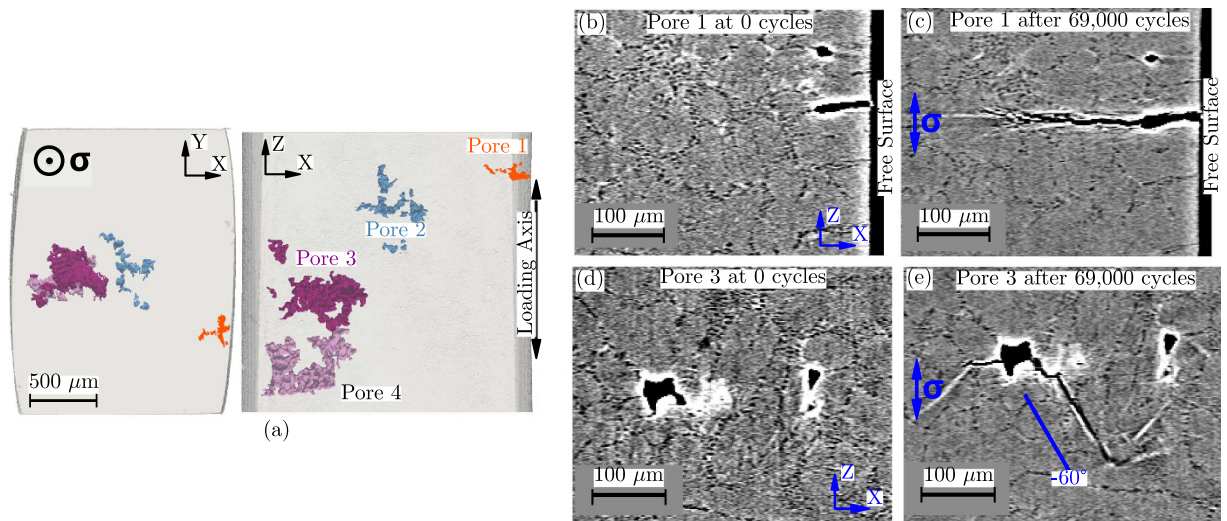 σ
Y
X
500 μm
Z
X
Pore 1
Pore 2
Pore 3
Pore 4
Loading Axis
(a)
(b)
Pore 1 at 0 cycles
Free Surface
100 μm
Z
X
(c)
Pore 1 after 69,000 cycles
σ
Free Surface
100 μm
(d)
Pore 3 at 0 cycles
100 μm
Z
X
(e)
Pore 3 after 69,000 cycles
σ
-60°
100 μm